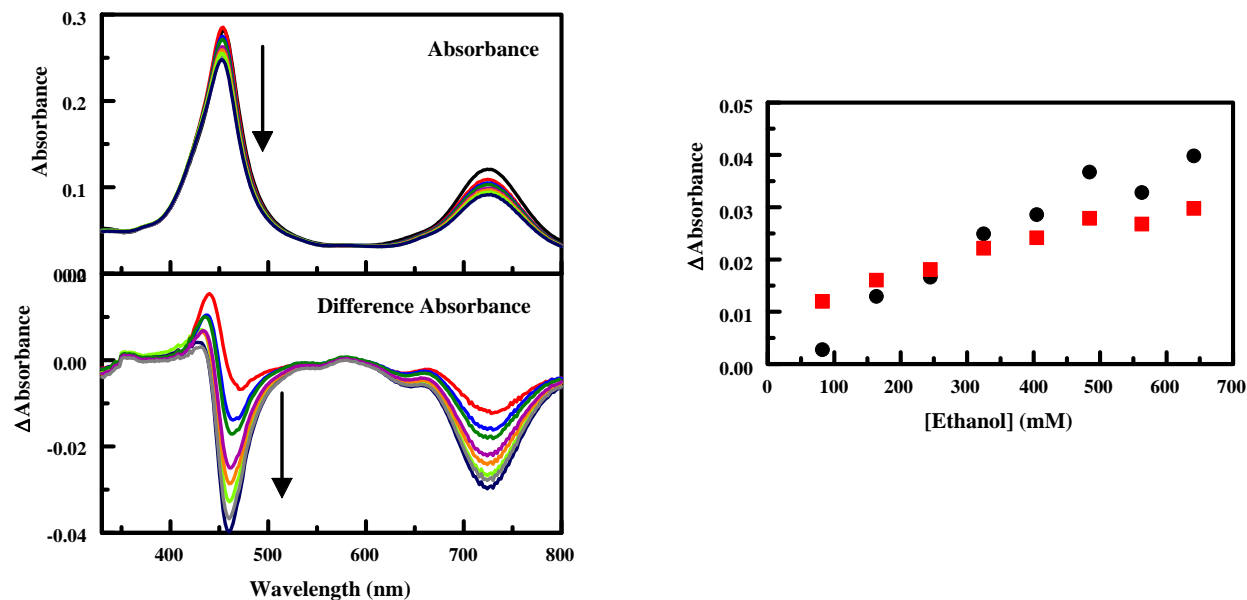 0.3
0.2
0.1
Absorbance
Absorbance
0.00
-0.02
-0.04
ΔAbsorbance
Difference Absorbance
400 500 600 700 800
Wavelength (nm)
0.05
0.04
0.03
0.02
0.01
0.00
ΔAbsorbance
0 100 200 300 400 500 600 700
[Ethanol] (mM)